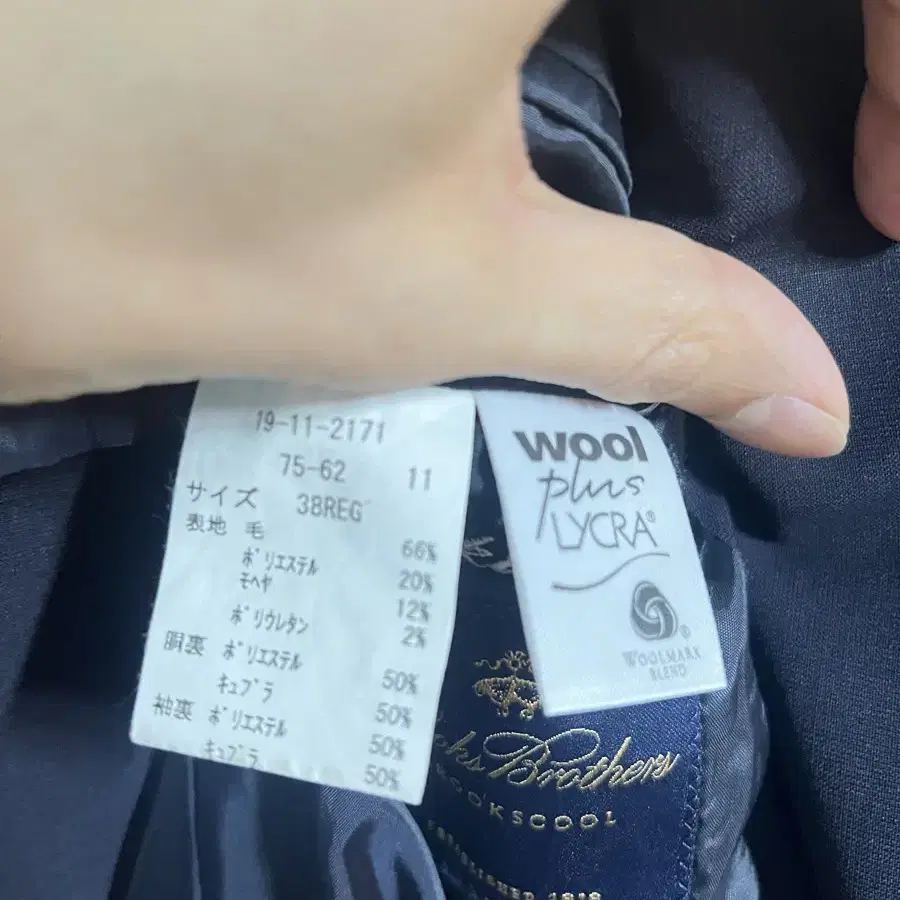 19-11-2171
75-62 11
サイズ 38REG
表地 毛 66%
ポリエステル 20%
モヘヤ 12%
ポリウレタン 2%
胴裏 ポリエステル 50%
キュプラ 50%
袖裏 ポリエステル 50%
キュプラ 50%
wool
plus
LYCRA®
®
WOOLMARK
BLEND
Brothers
OOKSCOOL
1818